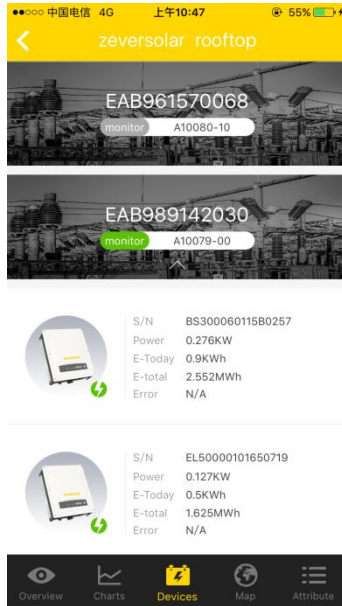 中国电信 4G 上午10:47 55%
zeversolar rooftop
EAB961570068
monitor A10080-10
EAB989142030
monitor A10079-00
S/N BS300060115B0257
Power 0.276KW
E-Today 0.9KWh
E-total 2.552MWh
Error N/A
S/N EL50000101650719
Power 0.127KW
E-Today 0.5KWh
E-total 1.625MWh
Error N/A
Overview Charts Devices Map Attribute